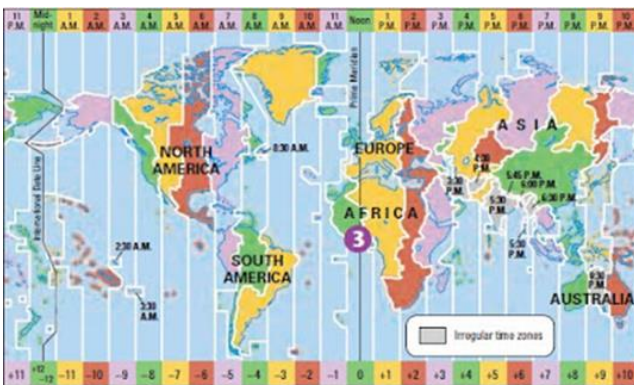 11 Mid- 1 2 3 4 5 6 7 8 9 10 11 Noon 1 2 3 4 5 6 7 8 9 10
P.M. night A.M. A.M. A.M. A.M. A.M. A.M. A.M. A.M. A.M. A.M. A.M. P.M. P.M. P.M. P.M. P.M. P.M. P.M. P.M. P.M. P.M.
Prime Meridian
International Date Line
NORTH
AMERICA
8:30 A.M.
EUROPE
ASIA
4:30
P.M.
3:30
P.M.
5:45 P.M.
6:00 P.M.
6:30 P.M.
5:30
P.M.
5:30
P.M.
AFRICA
3
2:30 A.M.
3:30
A.M.
SOUTH
AMERICA
9:30
P.M.
AUSTRALIA
Irregular time zones
+11 +12 -12 -11 -10 -9 -8 -7 -6 -5 -4 -3 -2 -1 0 +1 +2 +3 +4 +5 +6 +7 +8 +9 +10